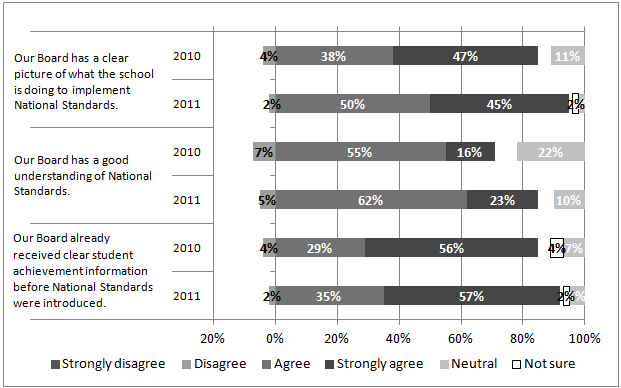 Our Board has a clear
picture of what the school
is doing to implement
National Standards.
2010
4%
38%
47%
11%
2011
2%
50%
45%
2%
Our Board has a good
understanding of National
Standards.
2010
7%
55%
16%
22%
2011
5%
62%
23%
10%
Our Board already
received clear student
achievement information
before National Standards
were introduced.
2010
4%
29%
56%
4%
7%
2011
2%
35%
57%
2%
%
20%
0%
20%
40%
60%
80%
100%
Strongly disagree
Disagree
Agree
Strongly agree
Neutral
Not sure